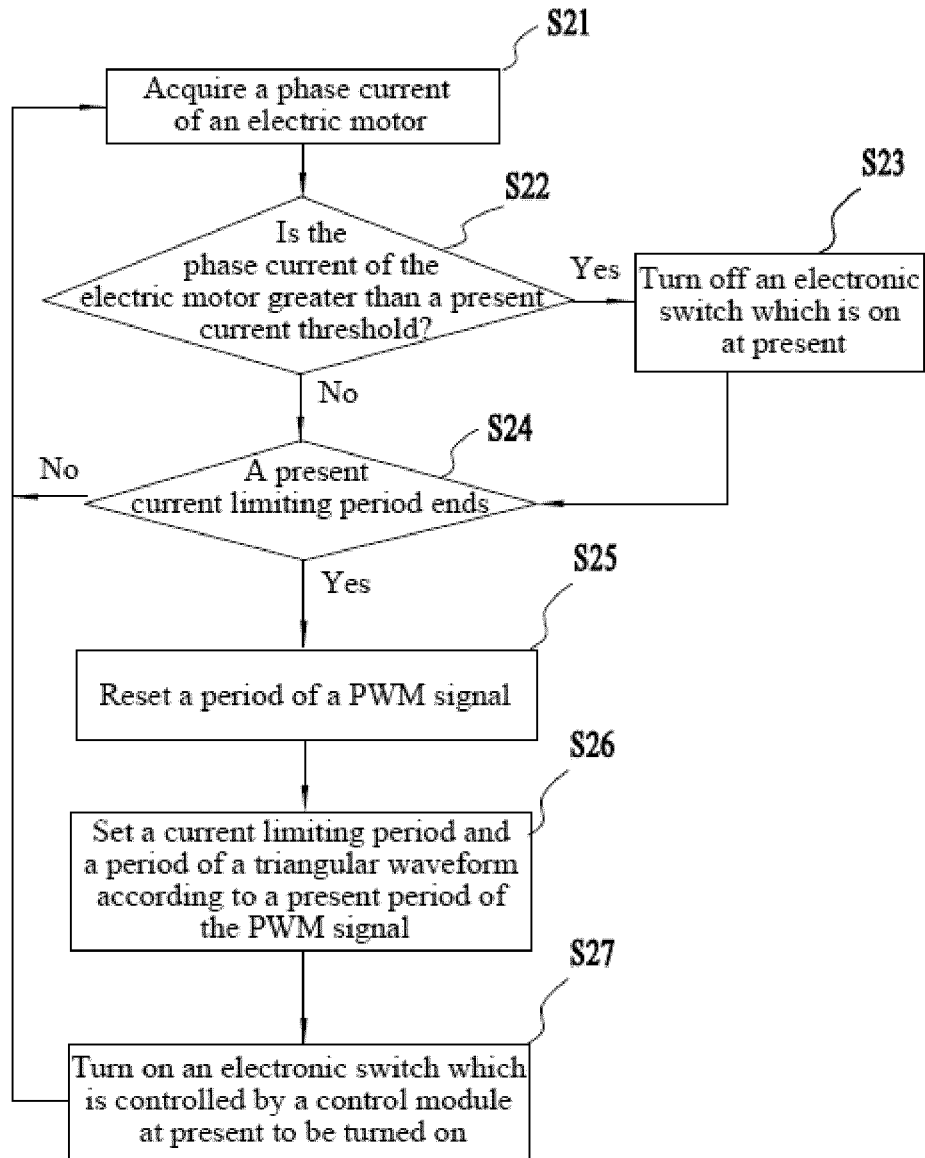 S21
Acquire a phase current
of an electric motor
S22
Is the
phase current of the
electric motor greater than a present
current threshold?
Yes
S23
Turn off an electronic
switch which is on
at present
No
S24
A present
current limiting period ends
No
Yes
S25
Reset a period of a PWM signal
S26
Set a current limiting period and
a period of a triangular waveform
according to a present period of
the PWM signal
S27
Turn on an electronic switch which
is controlled by a control module
at present to be turned on